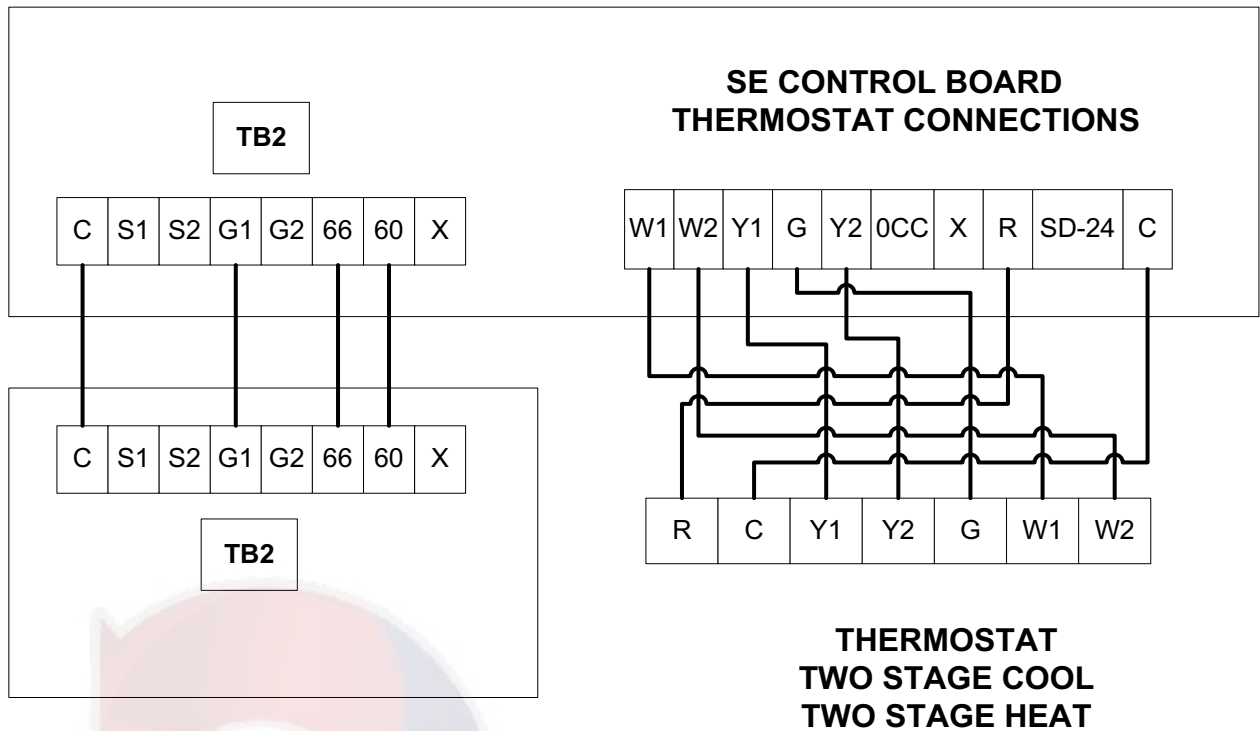 SE CONTROL BOARD
THERMOSTAT CONNECTIONS
TB2
C S1 S2 G1 G2 66 60 X
W1 W2 Y1 G Y2 0CC X R SD-24 C
C S1 S2 G1 G2 66 60 X
TB2
R C Y1 Y2 G W1 W2
THERMOSTAT
TWO STAGE COOL
TWO STAGE HEAT